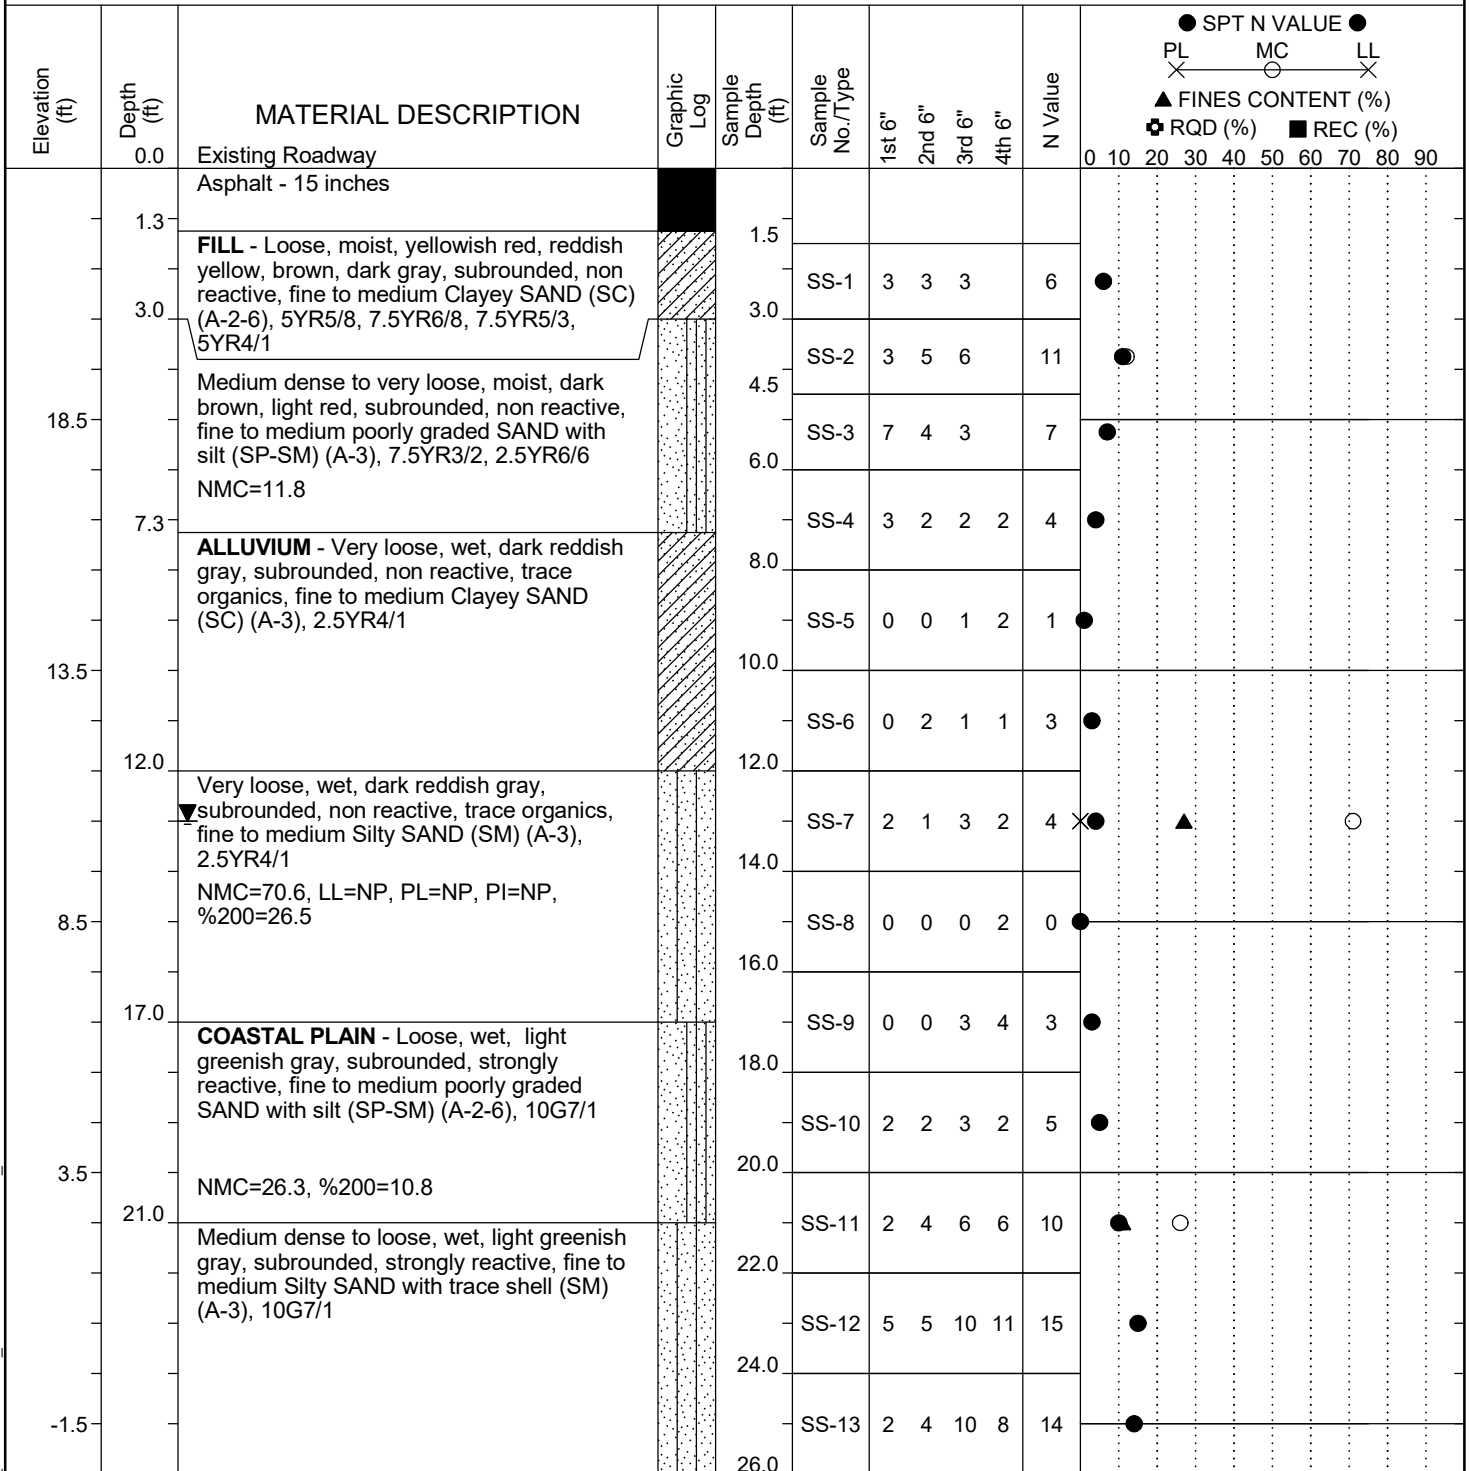 ● SPT N VALUE ●
PL MC LL
▲ FINES CONTENT (%)
RQD (%) ■ REC (%)
Elevation (ft)
Depth (ft)
MATERIAL DESCRIPTION
Graphic Log
Sample Depth (ft)
Sample No./Type
1st 6"
2nd 6"
3rd 6"
4th 6"
N Value
0 10 20 30 40 50 60 70 80 90
0.0 Existing Roadway
Asphalt - 15 inches
1.3
1.5
FILL - Loose, moist, yellowish red, reddish
yellow, brown, dark gray, subrounded, non
reactive, fine to medium Clayey SAND (SC)
(A-2-6), 5YR5/8, 7.5YR6/8, 7.5YR5/3,
5YR4/1
SS-1 3 3 3 6
3.0
3.0
SS-2 3 5 6 11
4.5
Medium dense to very loose, moist, dark
brown, light red, subrounded, non reactive,
fine to medium poorly graded SAND with
silt (SP-SM) (A-3), 7.5YR3/2, 2.5YR6/6
NMC=11.8
18.5
SS-3 7 4 3 7
6.0
7.3
SS-4 3 2 2 2 4
8.0
ALLUVIUM - Very loose, wet, dark reddish
gray, subrounded, non reactive, trace
organics, fine to medium Clayey SAND
(SC) (A-3), 2.5YR4/1
SS-5 0 0 1 2 1
10.0
13.5
SS-6 0 2 1 1 3
12.0
12.0
Very loose, wet, dark reddish gray,
subrounded, non reactive, trace organics,
fine to medium Silty SAND (SM) (A-3),
2.5YR4/1
NMC=70.6, LL=NP, PL=NP, PI=NP,
%200=26.5
SS-7 2 1 3 2 4
14.0
8.5
SS-8 0 0 0 2 0
16.0
17.0
SS-9 0 0 3 4 3
18.0
COASTAL PLAIN - Loose, wet, light
greenish gray, subrounded, strongly
reactive, fine to medium poorly graded
SAND with silt (SP-SM) (A-2-6), 10G7/1
SS-10 2 2 3 2 5
20.0
3.5
NMC=26.3, %200=10.8
21.0
SS-11 2 4 6 6 10
22.0
Medium dense to loose, wet, light greenish
gray, subrounded, strongly reactive, fine to
medium Silty SAND with trace shell (SM)
(A-3), 10G7/1
SS-12 5 5 10 11 15
24.0
-1.5
SS-13 2 4 10 8 14
26.0